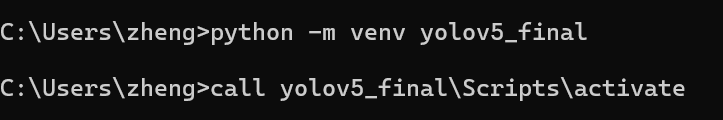 C:\Users\zheng>python -m venv yolov5_final
C:\Users\zheng>call yolov5_final\Scripts\activate